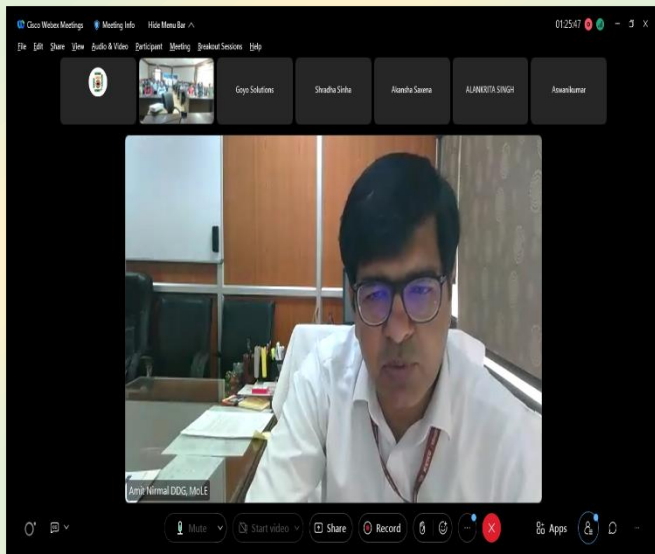 Cisco Webex Meetings Meeting Info Hide Menu Bar 01:25:47
File Edit Share View Audio & Video Participant Meeting Breakout Sessions Help
Goyo Solutions Shradha Sinha Akansha Saxena ALANKRITA SINGH Aswanikumar
Amit Nirmal DDG, MoLE
Mute Start video Share Record Apps